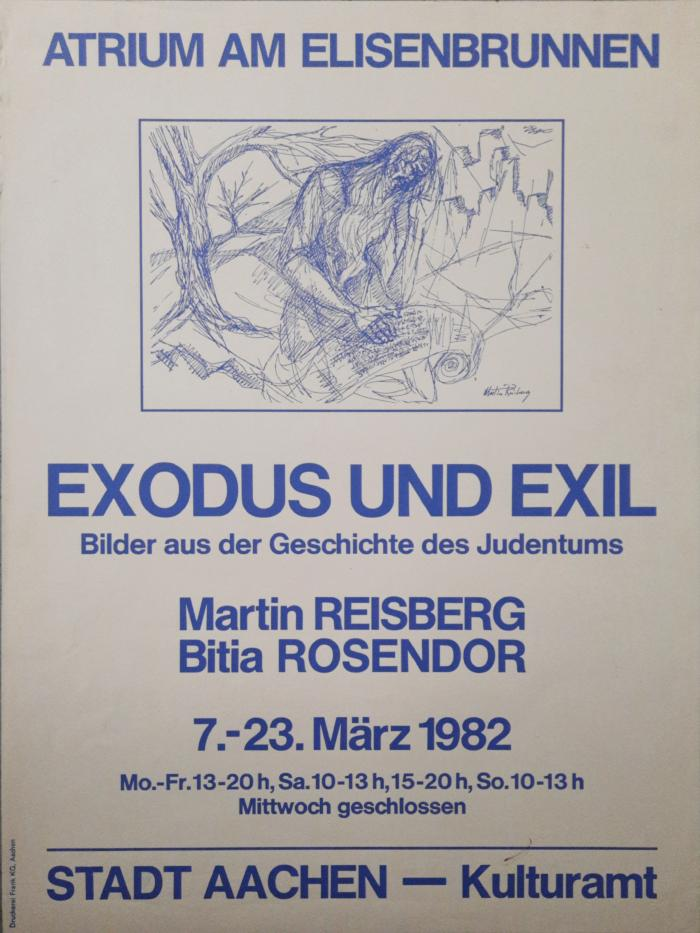 ATRIUM AM ELISENBRUNNEN
Martin Reisberg
EXODUS UND EXIL
Bilder aus der Geschichte des Judentums
Martin REISBERG
Bitia ROSENDOR
7.-23. März 1982
Mo.-Fr. 13-20 h, Sa. 10-13 h, 15-20 h, So. 10-13 h
Mittwoch geschlossen
STADT AACHEN — Kulturamt
Druckerei Frank KG, Aachen